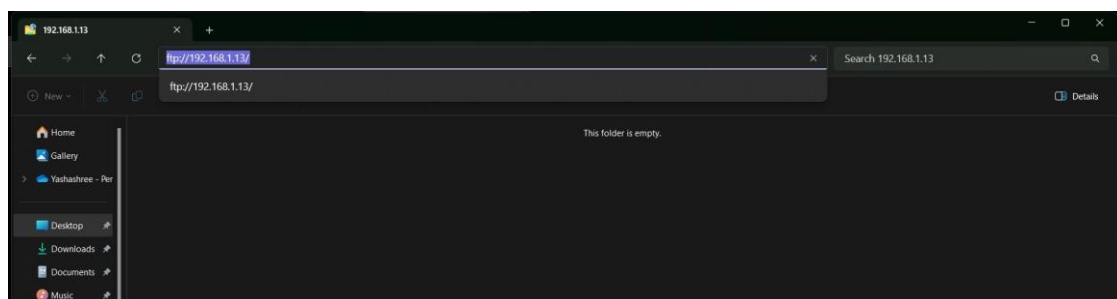 192.168.1.13
ftp://192.168.1.13/
Search 192.168.1.13
ftp://192.168.1.13/
New
Details
Home
This folder is empty.
Gallery
Yashashree - Per
Desktop
Downloads
Documents
Music